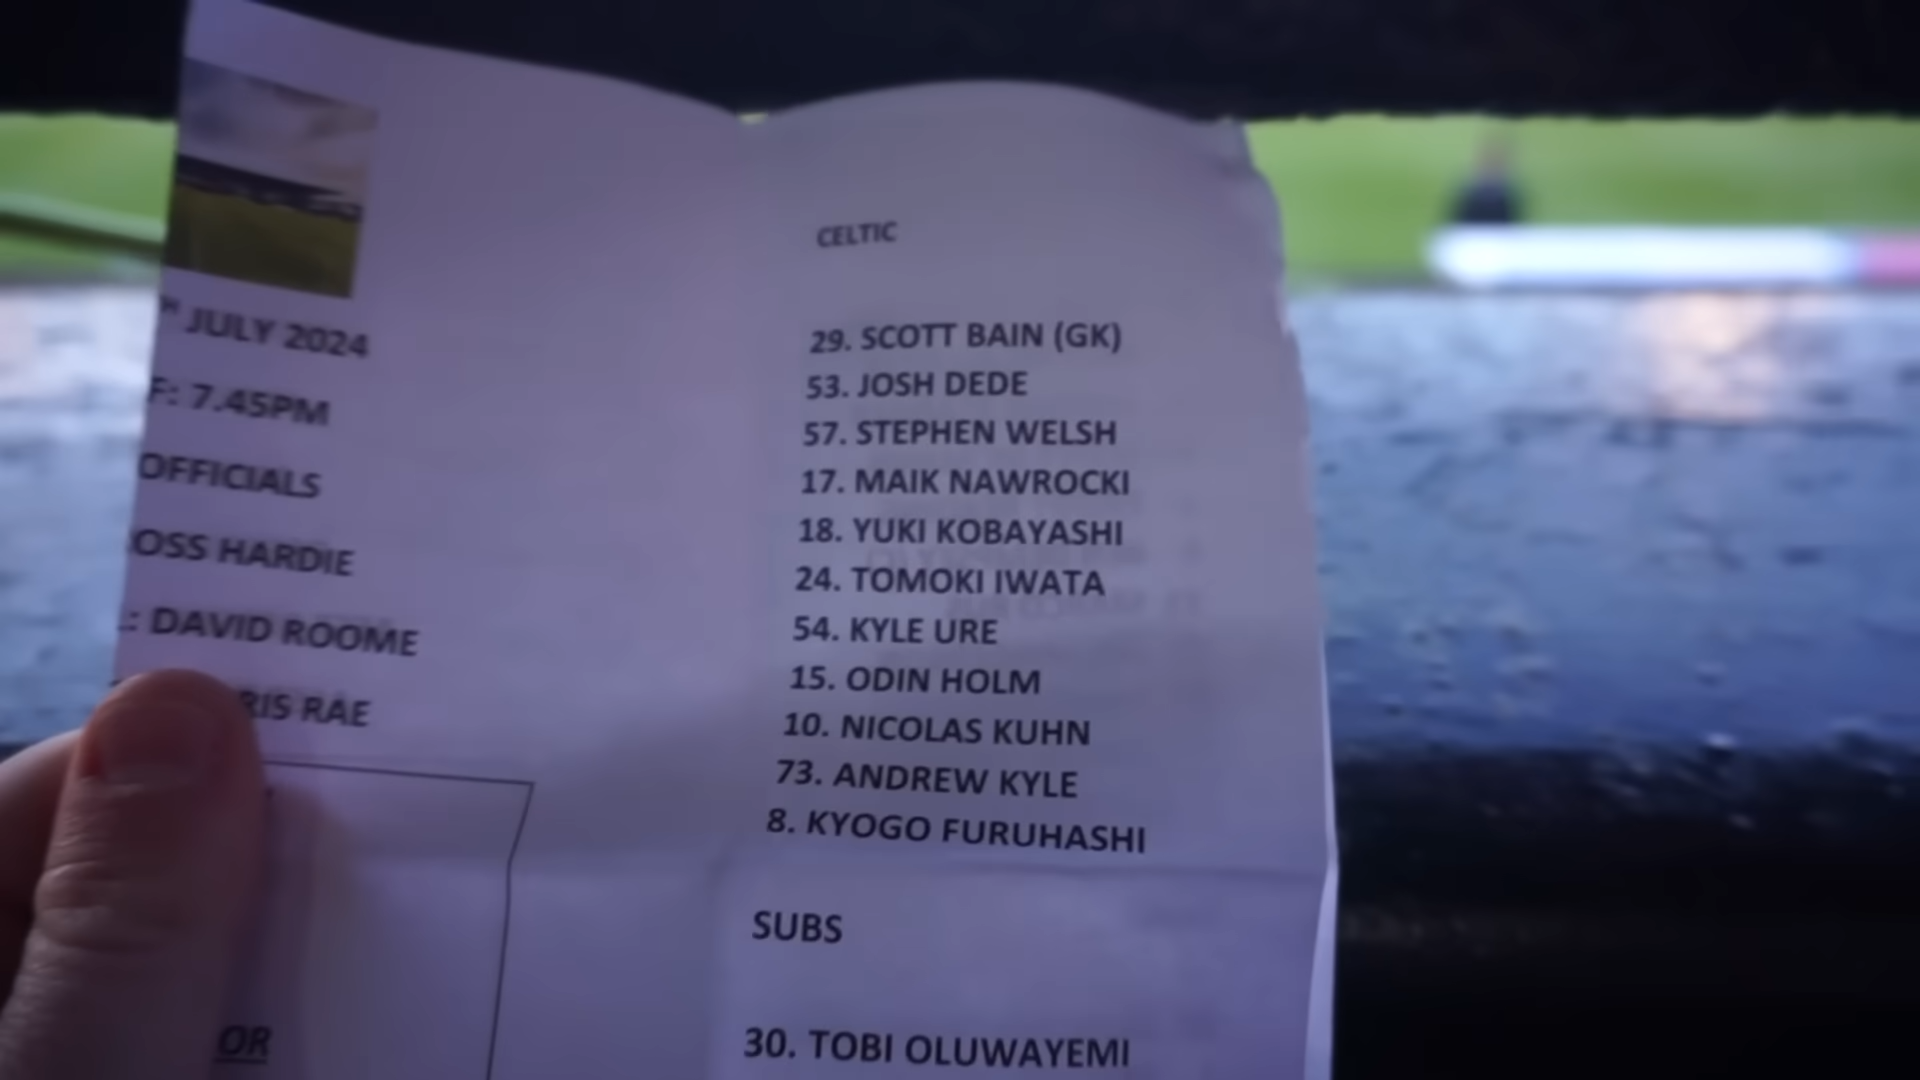 JULY 2024
F: 7.45PM
OFFICIALS
OSS HARDIE
: DAVID ROOME
RIS RAE
OR
CELTIC
29. SCOTT BAIN (GK)
53. JOSH DEDE
57. STEPHEN WELSH
17. MAIK NAWROCKI
18. YUKI KOBAYASHI
24. TOMOKI IWATA
54. KYLE URE
15. ODIN HOLM
10. NICOLAS KUHN
73. ANDREW KYLE
8. KYOGO FURUHASHI
SUBS
30. TOBI OLUWAYEMI